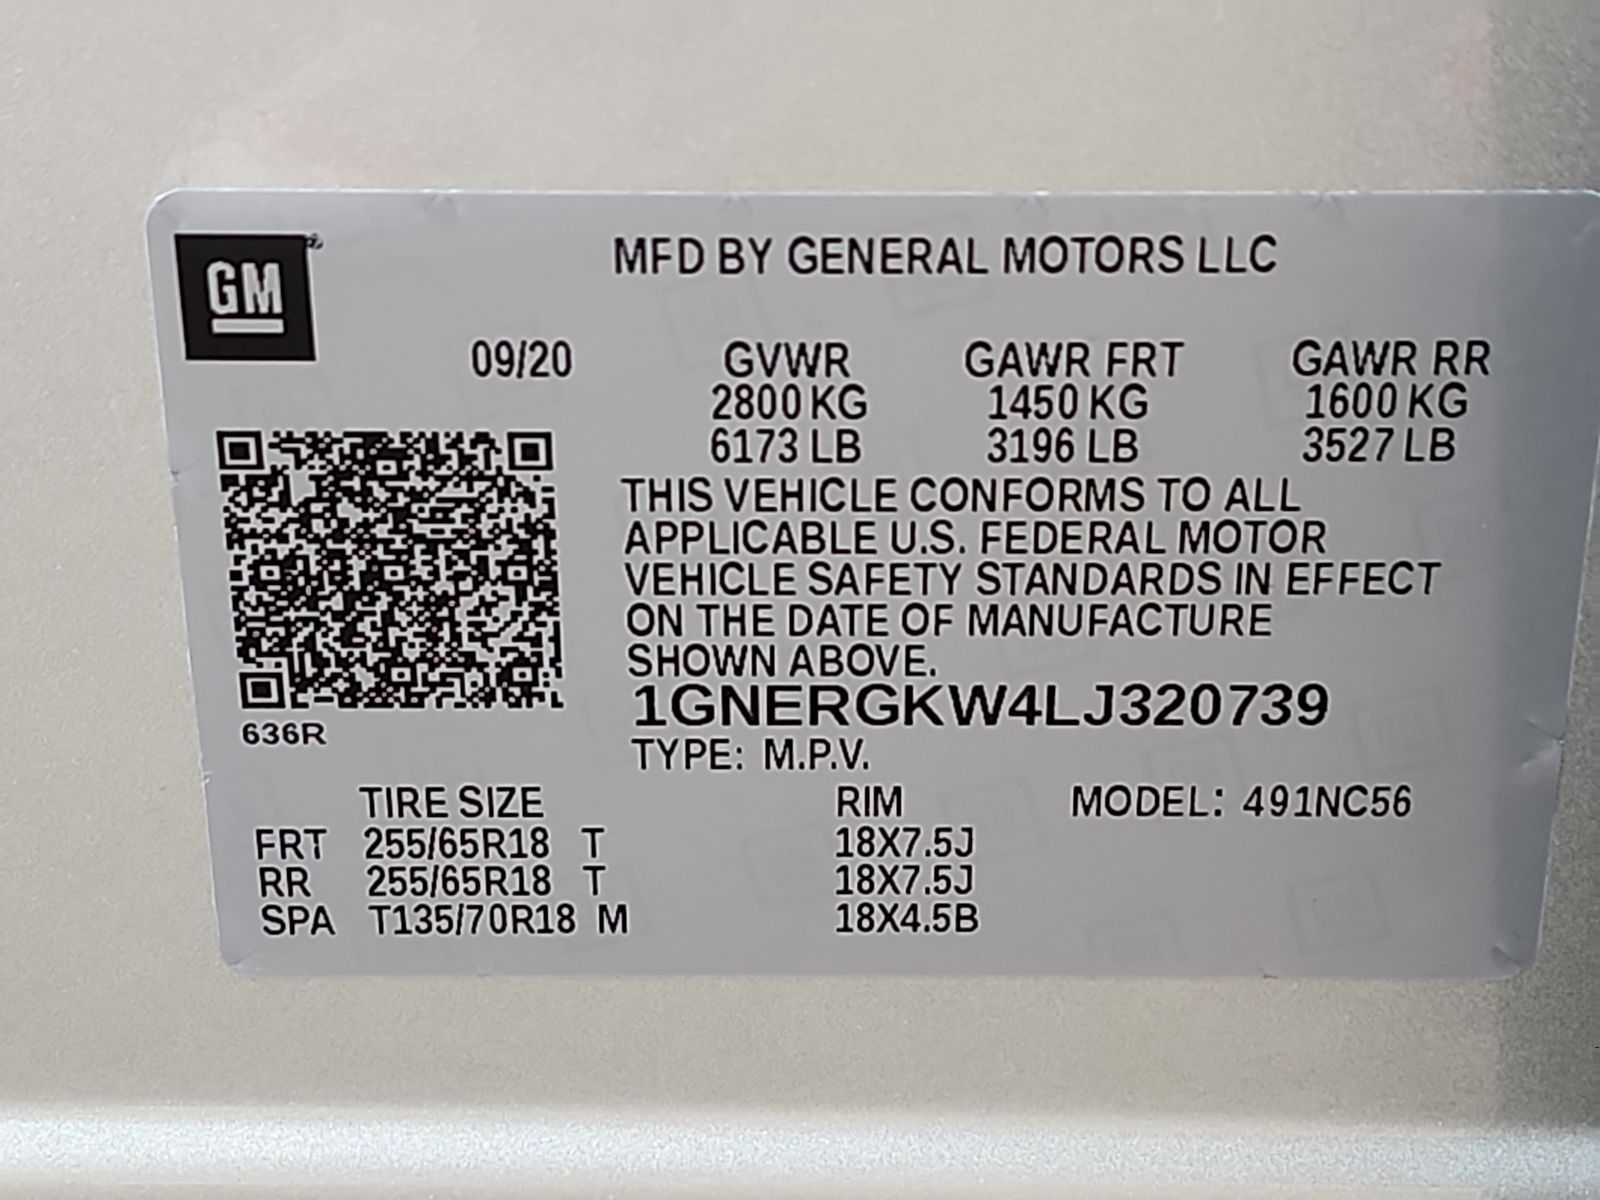 GM
MFD BY GENERAL MOTORS LLC
09/20 GVWR GAWR FRT GAWR RR
2800 KG 1450 KG 1600 KG
6173 LB 3196 LB 3527 LB
THIS VEHICLE CONFORMS TO ALL
APPLICABLE U.S. FEDERAL MOTOR
VEHICLE SAFETY STANDARDS IN EFFECT
ON THE DATE OF MANUFACTURE
SHOWN ABOVE.
1GNERGKW4LJ320739
636R
TYPE: M.P.V.
TIRE SIZE RIM MODEL: 491NC56
FRT 255/65R18 T 18X7.5J
RR 255/65R18 T 18X7.5J
SPA T135/70R18 M 18X4.5B